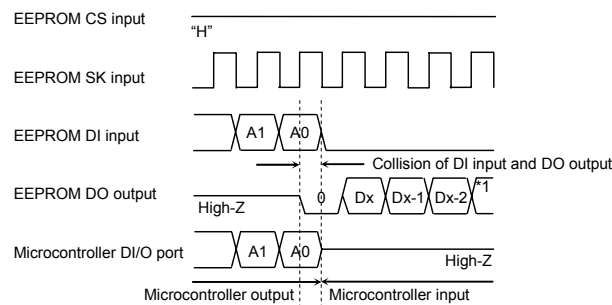 EEPROM CS input
“H”
EEPROM SK input
EEPROM DI input
A1 A0
Collision of DI input and DO output
EEPROM DO output
High-Z
0 Dx Dx-1 Dx-2 *1
Microcontroller DI/O port
A1 A0
High-Z
Microcontroller output Microcontroller input